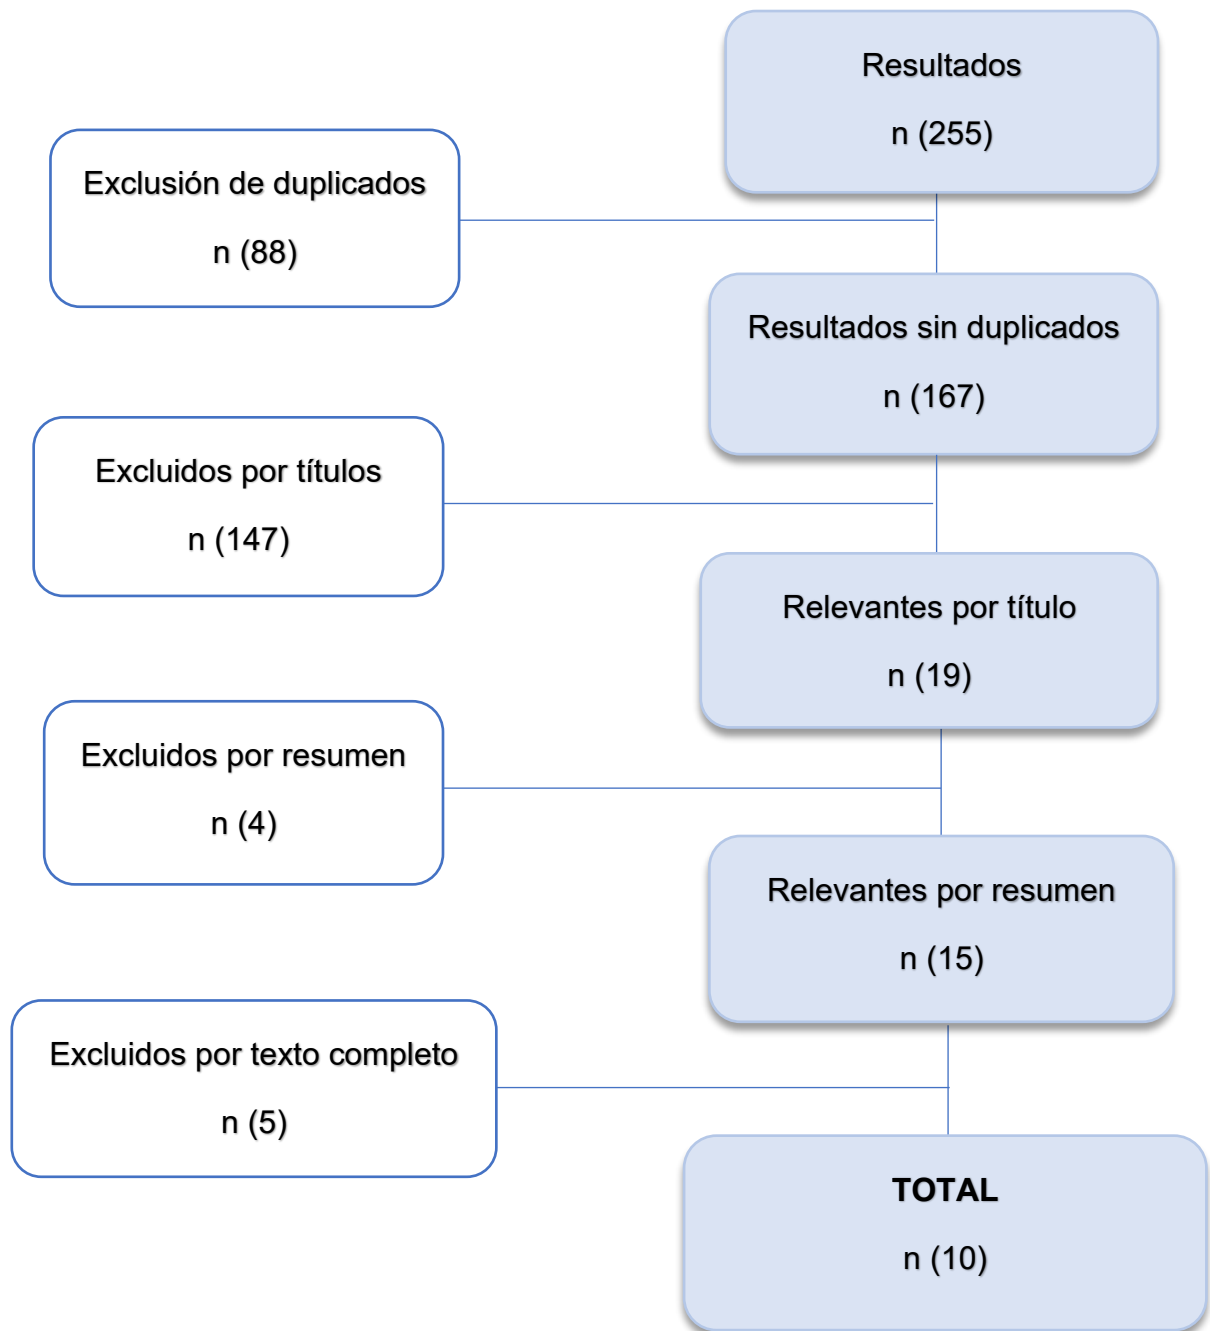 Resultados
n (255)
Exclusión de duplicados
n (88)
Resultados sin duplicados
n (167)
Excluidos por títulos
n (147)
Relevantes por título
n (19)
Excluidos por resumen
n (4)
Relevantes por resumen
n (15)
Excluidos por texto completo
n (5)
TOTAL
n (10)